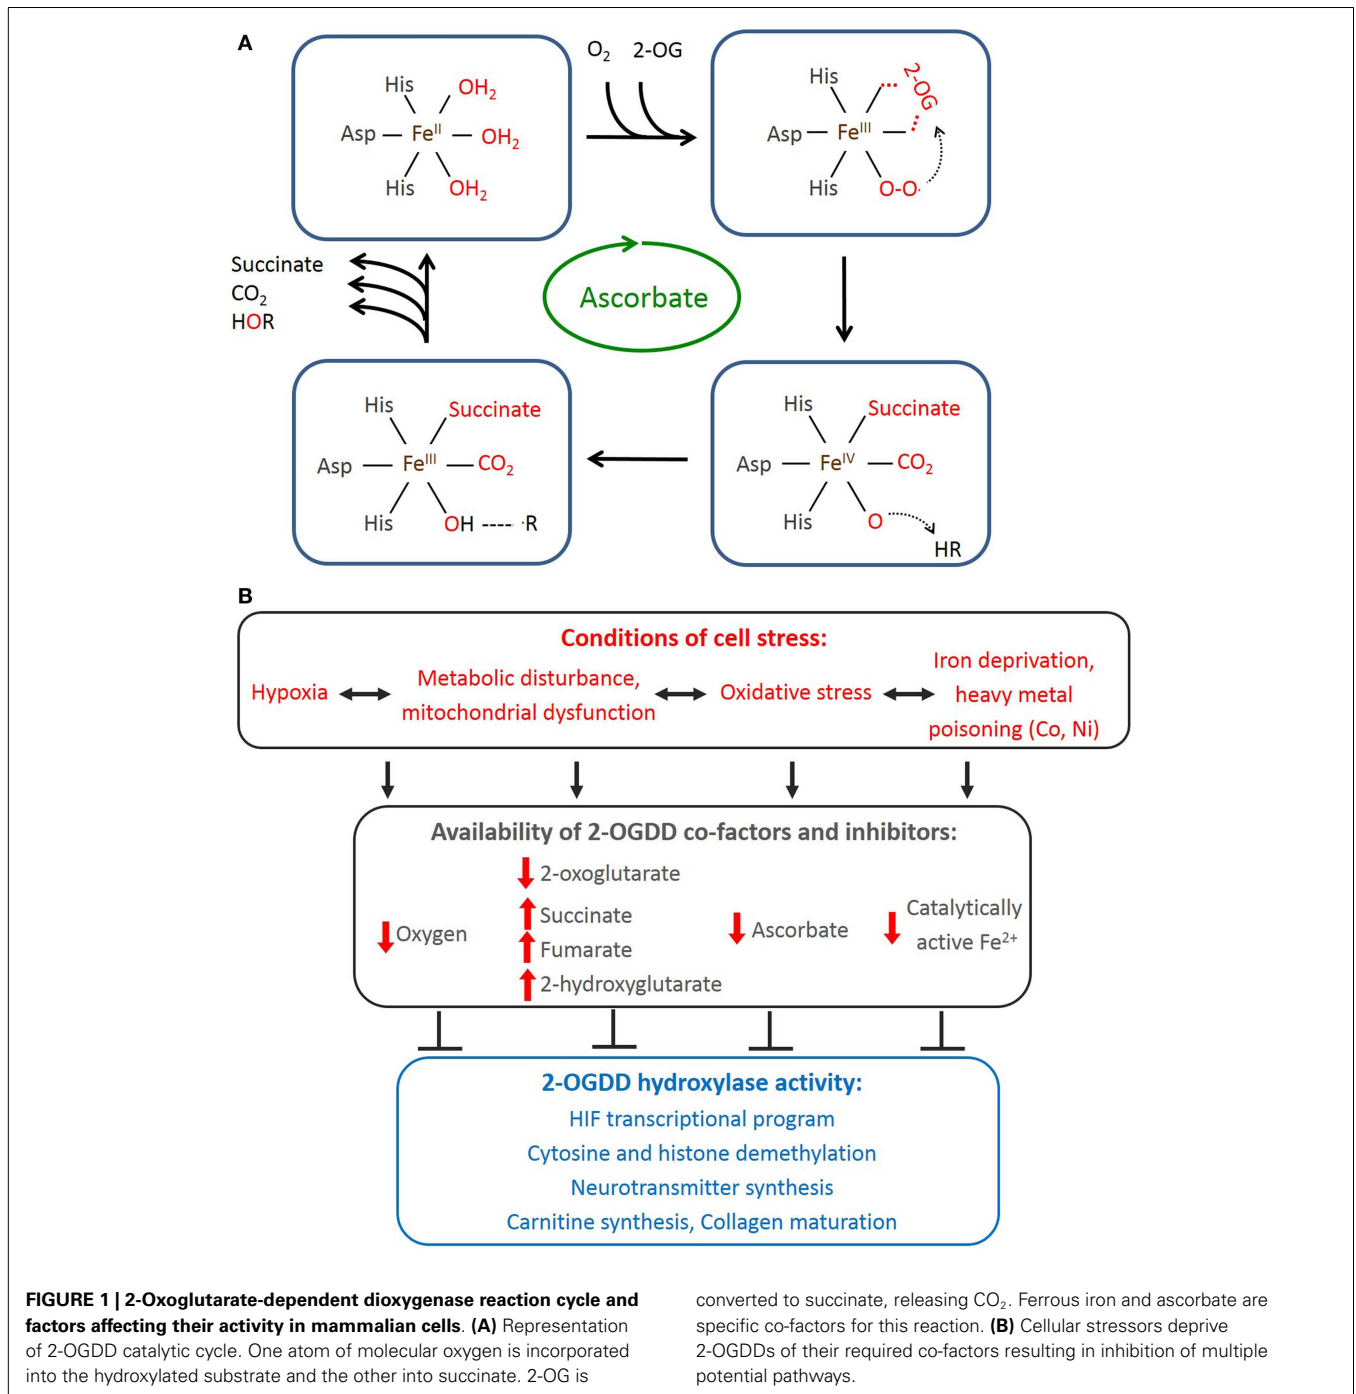 A
His
OH2
Asp
FeII
OH2
His
OH2
O2 2-OG
His
2-OG
Asp
FeIII
His
O-O·
Succinate
CO2
HOR
Ascorbate
His
Succinate
Asp
FeIII
CO2
His
OH ---- ·R
His
Succinate
Asp
FeIV
CO2
His
O
HR
B
Conditions of cell stress:
Hypoxia
Metabolic disturbance,
mitochondrial dysfunction
Oxidative stress
Iron deprivation,
heavy metal
poisoning (Co, Ni)
Availability of 2-OGDD co-factors and inhibitors:
Oxygen
2-oxoglutarate
Succinate
Fumarate
2-hydroxyglutarate
Ascorbate
Catalytically
active Fe2+
2-OGDD hydroxylase activity:
HIF transcriptional program
Cytosine and histone demethylation
Neurotransmitter synthesis
Carnitine synthesis, Collagen maturation
FIGURE 1 | 2-Oxoglutarate-dependent dioxygenase reaction cycle and
factors affecting their activity in mammalian cells. (A) Representation
of 2-OGDD catalytic cycle. One atom of molecular oxygen is incorporated
into the hydroxylated substrate and the other into succinate. 2-OG is
converted to succinate, releasing CO2. Ferrous iron and ascorbate are
specific co-factors for this reaction. (B) Cellular stressors deprive
2-OGDDs of their required co-factors resulting in inhibition of multiple
potential pathways.